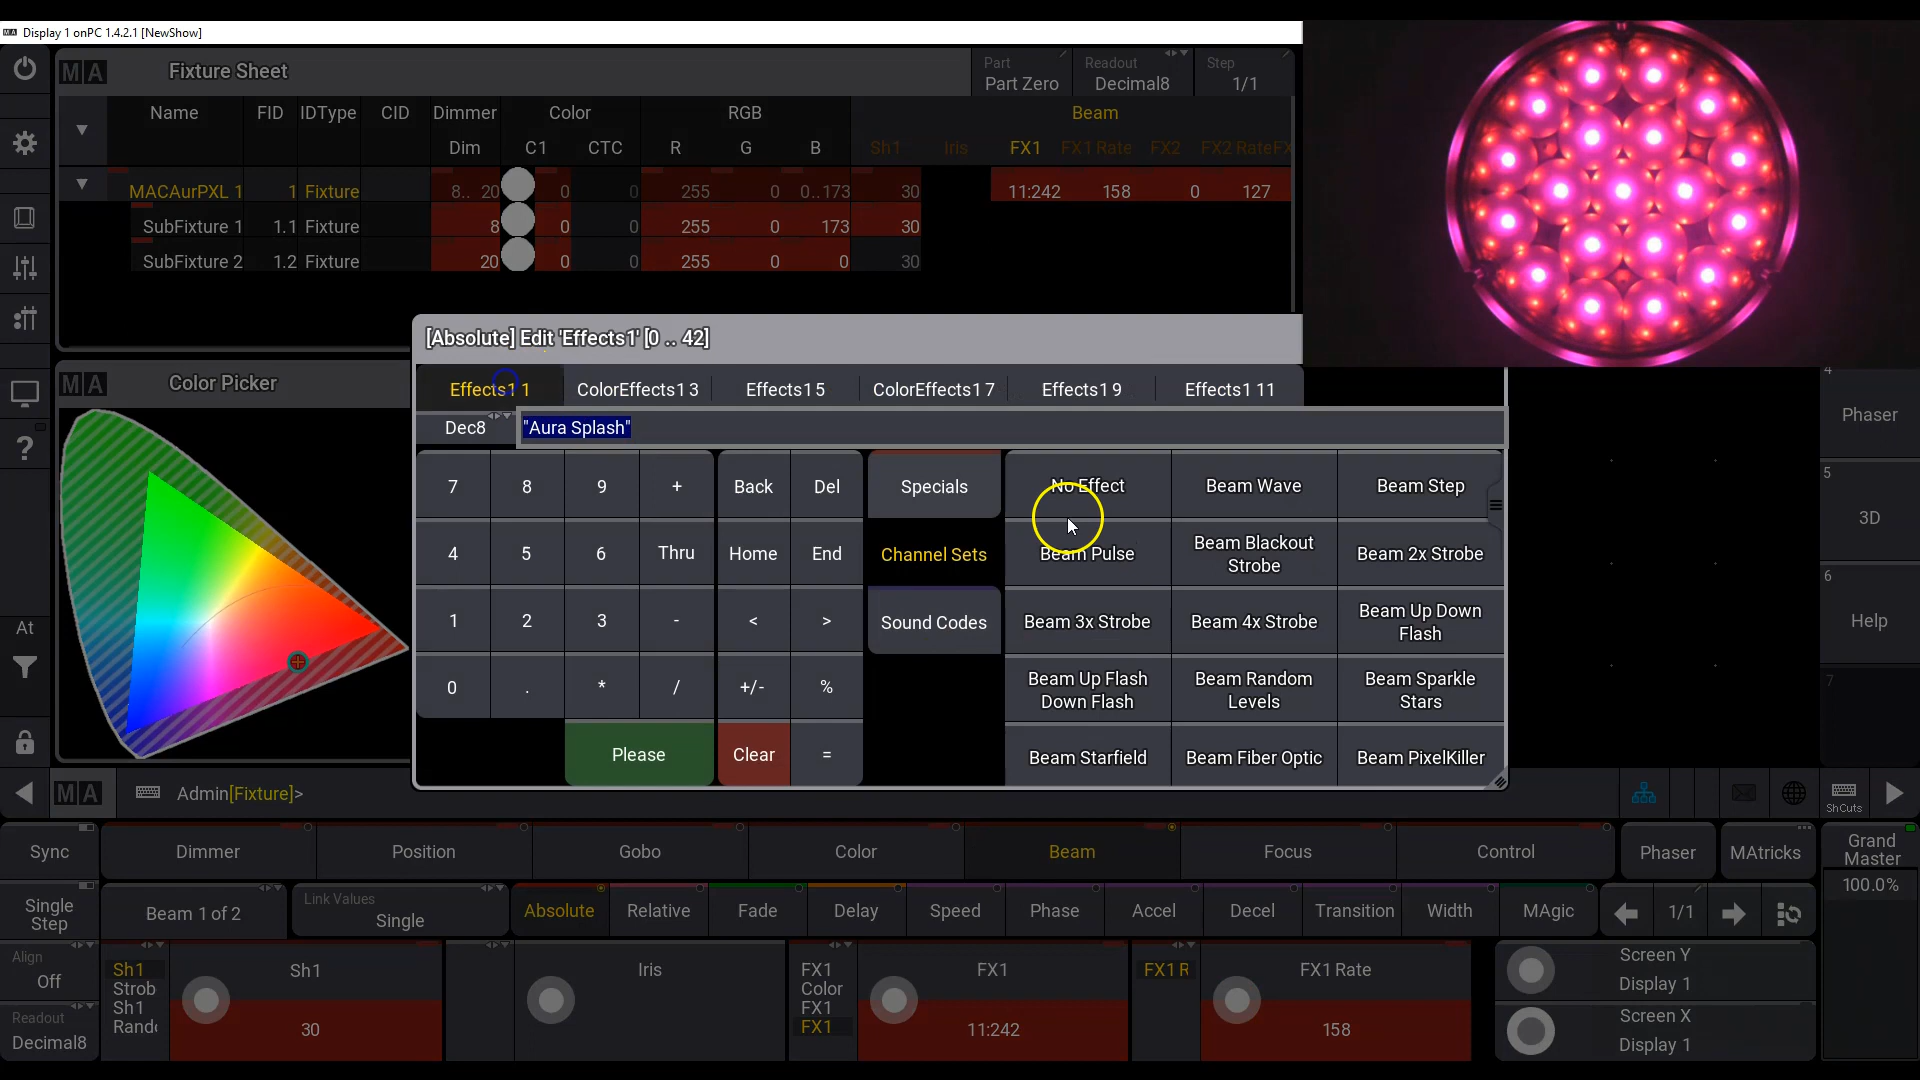 Display 1 onPC 1.4.2.1 [NewShow]
MA Fixture Sheet
Part
Part Zero
Readout
Decimal8
Step
1/1
Name FID IDType CID Dimmer Color RGB Beam
Dim C1 CTC R G B Sh1 Iris FX1 FX1 Rate FX2 FX2 Rate
MACAurPXL 1 1 Fixture 8.. 20 0 0 255 0 0..173 30 11:242 158 0 127
SubFixture 1 1.1 Fixture 8 0 0 255 0 173 30
SubFixture 2 1.2 Fixture 20 0 0 255 0 0 30
[Absolute] Edit 'Effects1' [0 .. 42]
Effects1 1 ColorEffects1 3 Effects1 5 ColorEffects1 7 Effects1 9 Effects1 11
Dec8 "Aura Splash"
7 8 9 + Back Del Specials No Effect Beam Wave Beam Step
4 5 6 Thru Home End Channel Sets Beam Pulse Beam Blackout Strobe Beam 2x Strobe
1 2 3 - < > Sound Codes Beam 3x Strobe Beam 4x Strobe Beam Up Down Flash
0 . * / +/- % Beam Up Flash Down Flash Beam Random Levels Beam Sparkle Stars
Please Clear = Beam Starfield Beam Fiber Optic Beam PixelKiller
MA Color Picker
At
4
Phaser
5
3D
6
Help
7
MA Admin[Fixture]>
ShCuts
Sync Dimmer Position Gobo Color Beam Focus Control Phaser MAtricks
Grand Master
100.0%
Single Step
Beam 1 of 2
Link Values
Single
Absolute Relative Fade Delay Speed Phase Accel Decel Transition Width MAgic 1/1
Align
Off
Readout
Decimal8
Sh1
Strob
Sh1
Rand
Sh1
30
Iris
FX1
Color
FX1
FX1
FX1
11:242
FX1 R
FX1 Rate
158
Screen Y
Display 1
Screen X
Display 1